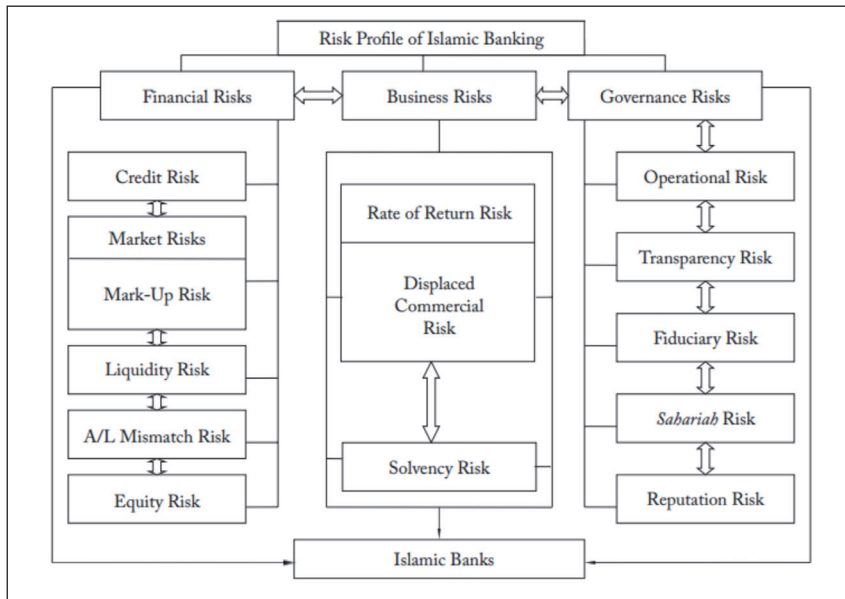 Risk Profile of Islamic Banking
Financial Risks
Business Risks
Governance Risks
Credit Risk
Market Risks
Mark-Up Risk
Liquidity Risk
A/L Mismatch Risk
Equity Risk
Rate of Return Risk
Displaced
Commercial
Risk
Solvency Risk
Operational Risk
Transparency Risk
Fiduciary Risk
Sahariah Risk
Reputation Risk
Islamic Banks